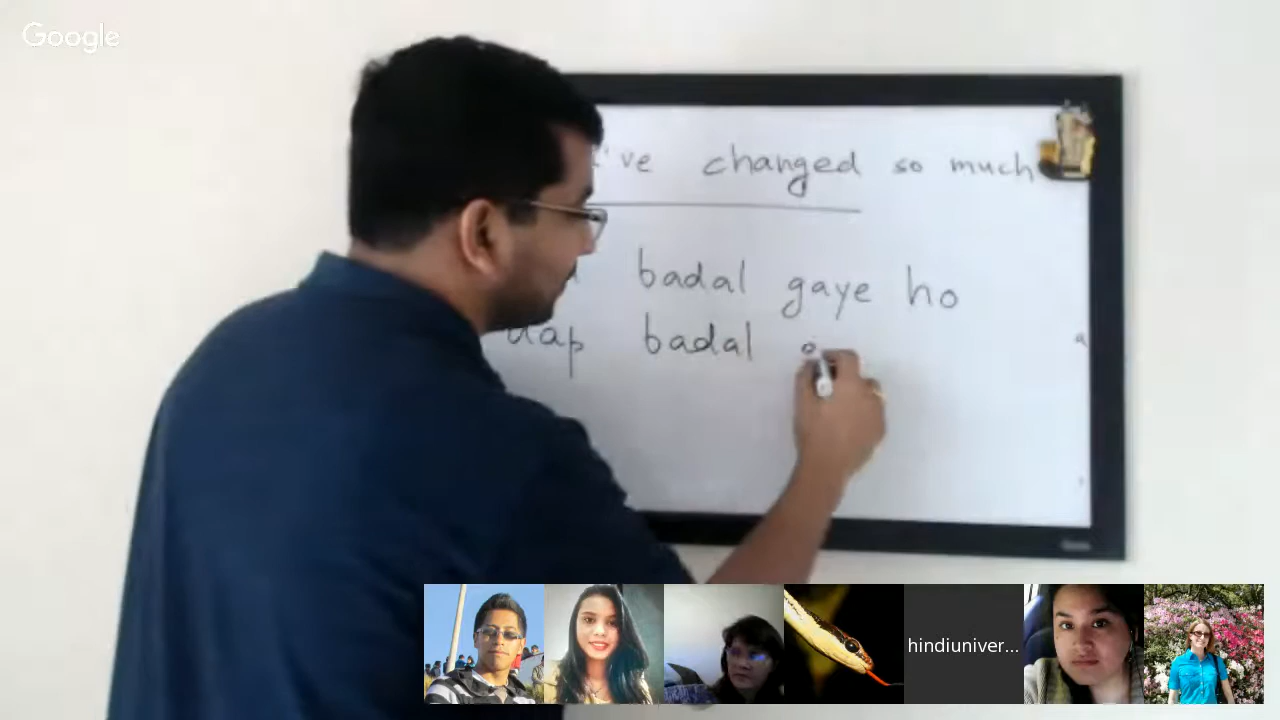 Google
've changed so much
badal gaye ho
aap badal
hindiuniver...